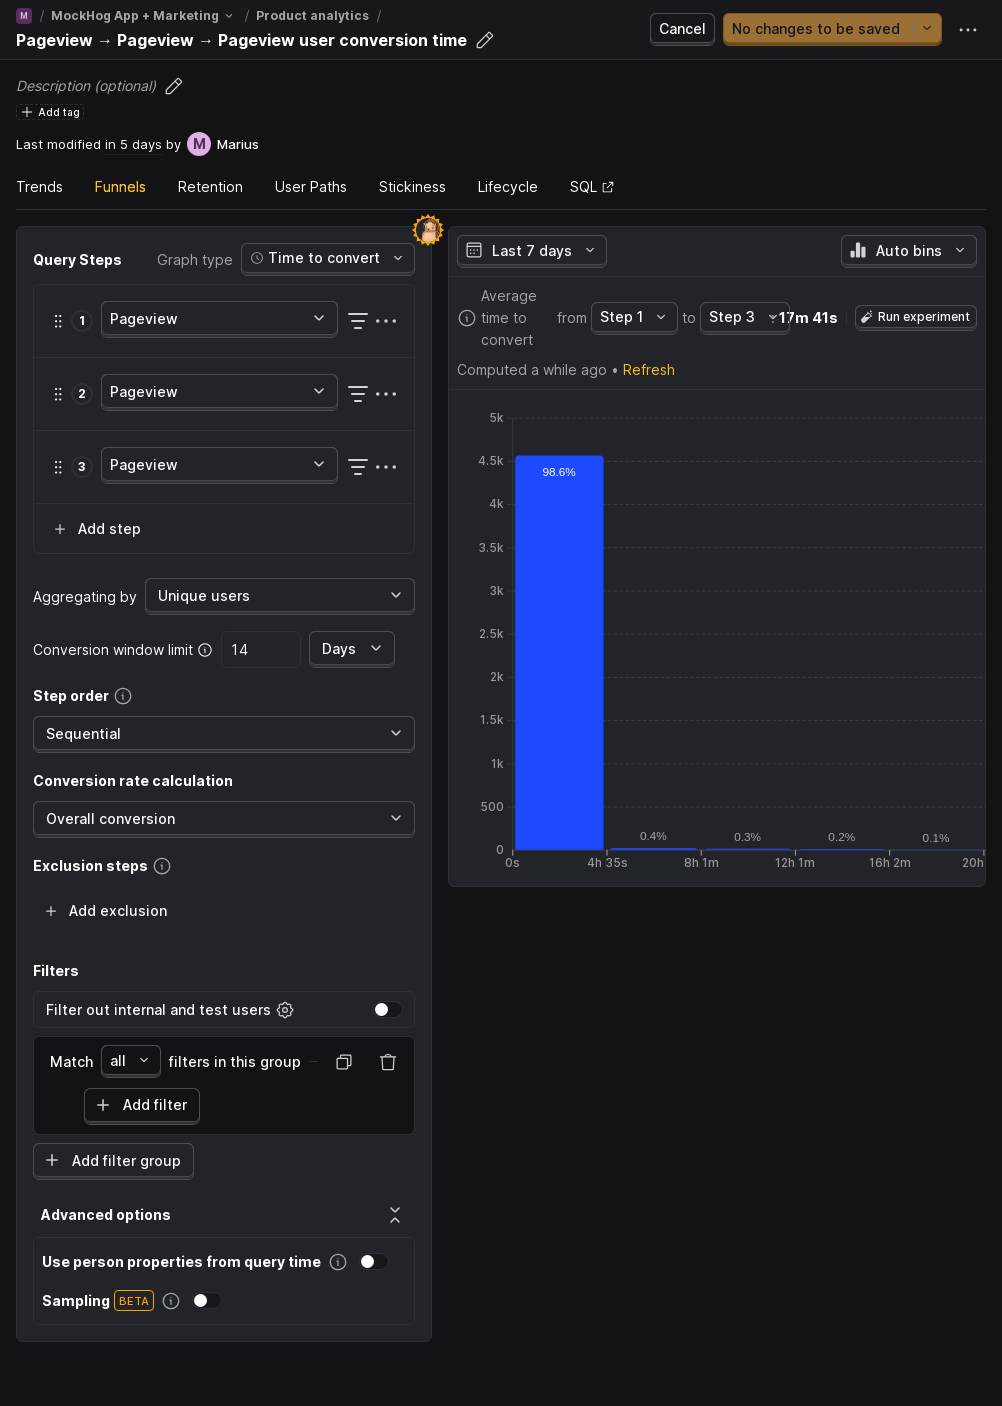 M / MockHog App + Marketing / Product analytics /
Pageview → Pageview → Pageview user conversion time
Cancel
No changes to be saved
Description (optional)
Add tag
Last modified in 5 days by M Marius
Trends Funnels Retention User Paths Stickiness Lifecycle SQL
Query Steps
Graph type
Time to convert
1 Pageview
2 Pageview
3 Pageview
Add step
Aggregating by Unique users
Conversion window limit 14 Days
Step order
Sequential
Conversion rate calculation
Overall conversion
Exclusion steps
Add exclusion
Filters
Filter out internal and test users
Match all filters in this group
Add filter
Add filter group
Advanced options
Use person properties from query time
Sampling BETA
Last 7 days
Auto bins
Average time to convert
from Step 1 to Step 3
17m 41s
Run experiment
Computed a while ago • Refresh
5k
4.5k
4k
3.5k
3k
2.5k
2k
1.5k
1k
500
0
98.6%
0.4%
0.3%
0.2%
0.1%
0s 4h 35s 8h 1m 12h 1m 16h 2m 20h